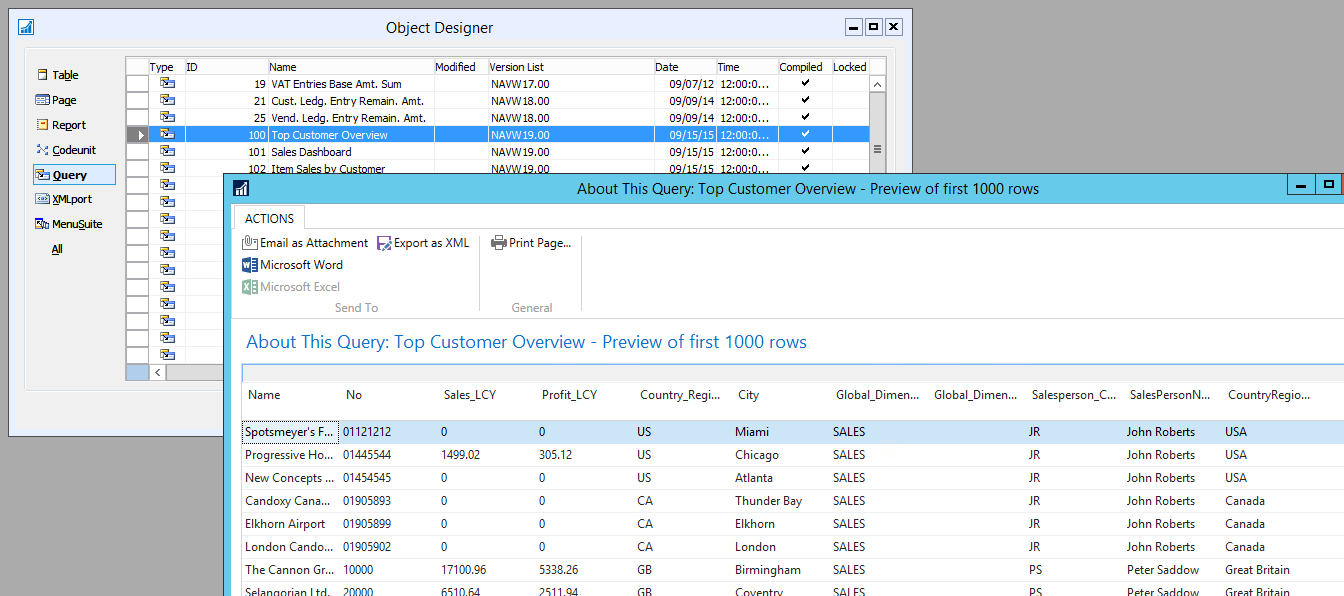 Object Designer
Table
Page
Report
Codeunit
Query
XMLport
MenuSuite
All
Type ID Name Modified Version List Date Time Compiled Locked
19 VAT Entries Base Amt. Sum NAVW17.00 09/07/12 12:00:0...
21 Cust. Ledg. Entry Remain. Amt. NAVW18.00 09/09/14 12:00:0...
25 Vend. Ledg. Entry Remain. Amt. NAVW18.00 09/09/14 12:00:0...
100 Top Customer Overview NAVW19.00 09/15/15 12:00:0...
101 Sales Dashboard NAVW19.00 09/15/15 12:00:0...
102 Item Sales by Customer NAVW19.00 09/15/15 12:00:0...
About This Query: Top Customer Overview - Preview of first 1000 rows
ACTIONS
Email as Attachment Export as XML Print Page...
Microsoft Word
Microsoft Excel
Send To General
About This Query: Top Customer Overview - Preview of first 1000 rows
Name No Sales_LCY Profit_LCY Country_Regi... City Global_Dimen... Global_Dimen... Salesperson_C... SalesPersonN... CountryRegio...
Spotsmeyer's F... 01121212 0 0 US Miami SALES JR John Roberts USA
Progressive Ho... 01445544 1499.02 305.12 US Chicago SALES JR John Roberts USA
New Concepts ... 01454545 0 0 US Atlanta SALES JR John Roberts USA
Candoxy Cana... 01905893 0 0 CA Thunder Bay SALES JR John Roberts Canada
Elkhorn Airport 01905899 0 0 CA Elkhorn SALES JR John Roberts Canada
London Cando... 01905902 0 0 CA London SALES JR John Roberts Canada
The Cannon Gr... 10000 17100.96 5338.26 GB Birmingham SALES PS Peter Saddow Great Britain
Selangorian Ltd. 20000 6510.64 2511.94 GB Coventry SALES PS Peter Saddow Great Britain